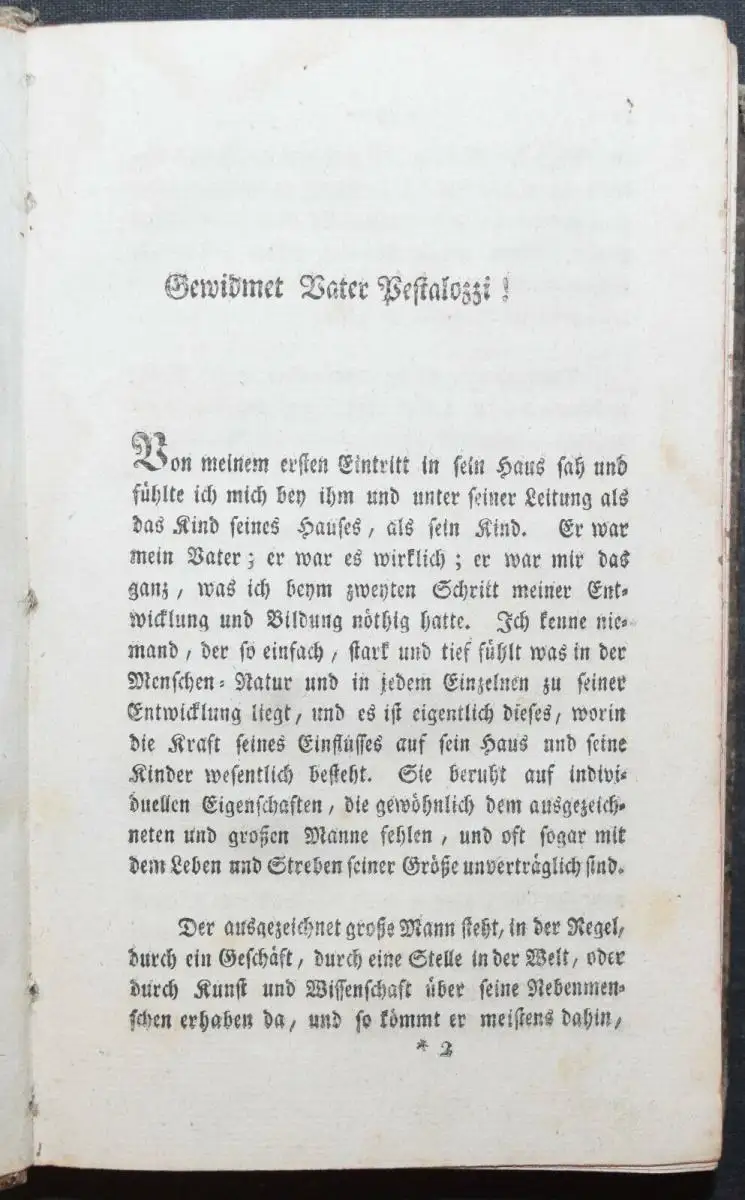 Gewidmet Vater Pestalozzi!
Von meinem ersten Eintritt in sein Haus sah und
fühlte ich mich bey ihm und unter seiner Leitung als
das Kind seines Hauses, als sein Kind. Er war
mein Vater; er war es wirklich; er war mir das
ganz, was ich beym zweyten Schritt meiner Ent-
wicklung und Bildung nöthig hatte. Ich kenne nie-
mand, der so einfach, stark und tief fühlt was in der
Menschen-Natur und in jedem Einzelnen zu seiner
Entwicklung liegt, und es ist eigentlich dieses, worin
die Kraft seines Einflusses auf sein Haus und seine
Kinder wesentlich besteht. Sie beruht auf indivi-
duellen Eigenschaften, die gewöhnlich dem ausgezeich-
neten und großen Manne fehlen, und oft sogar mit
dem Leben und Streben seiner Größe unverträglich sind.
Der ausgezeichnet große Mann steht, in der Regel,
durch ein Geschäft, durch eine Stelle in der Welt, oder
durch Kunst und Wissenschaft über seine Nebenmen-
schen erhaben da, und so kömmt er meistens dahin,
* 2